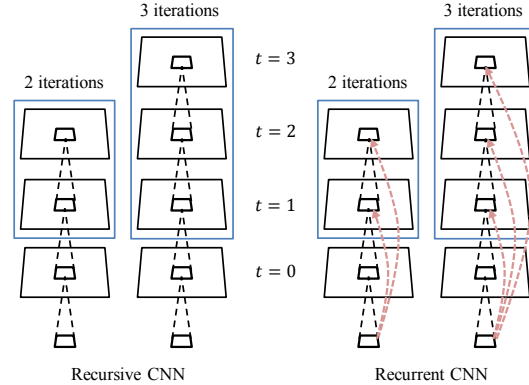 3 iterations
3 iterations
t = 3
2 iterations
2 iterations
t = 2
t = 1
t = 0
Recursive CNN
Recurrent CNN